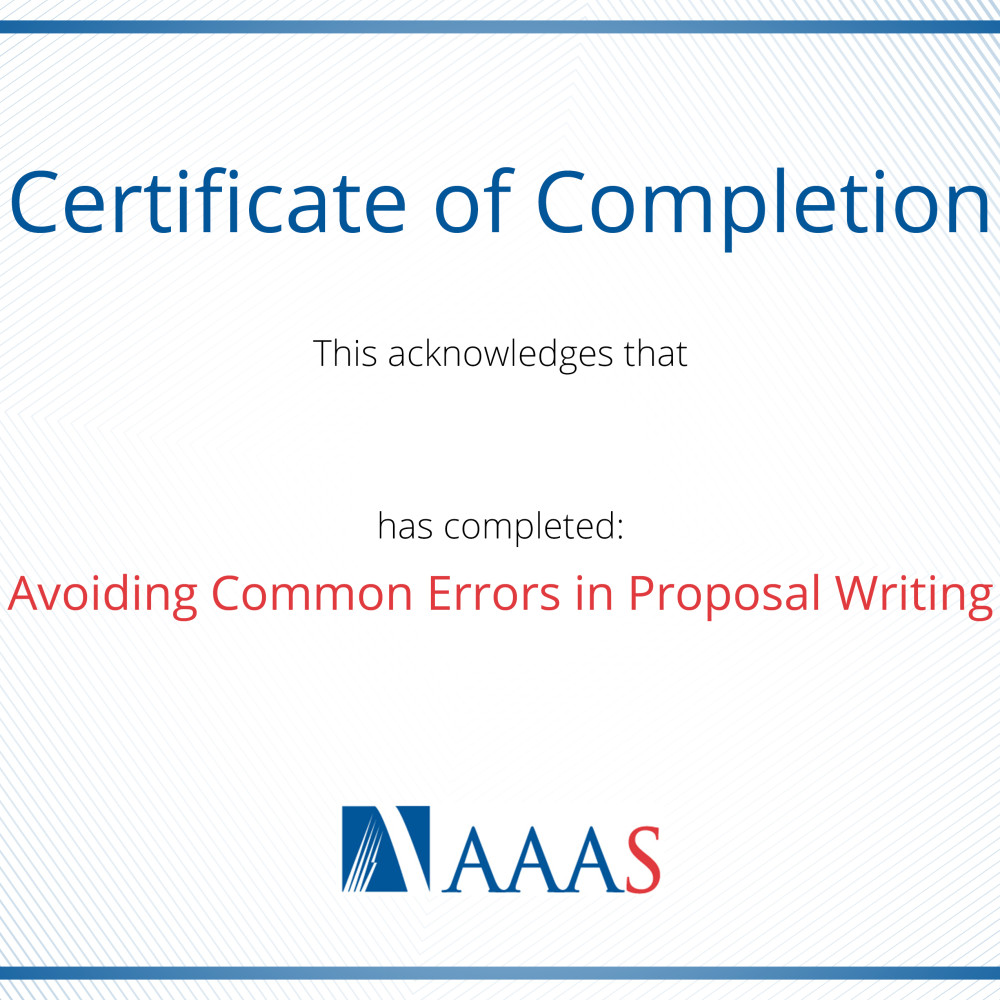 Certificate of Completion
This acknowledges that
has completed:
Avoiding Common Errors in Proposal Writing
AAAS